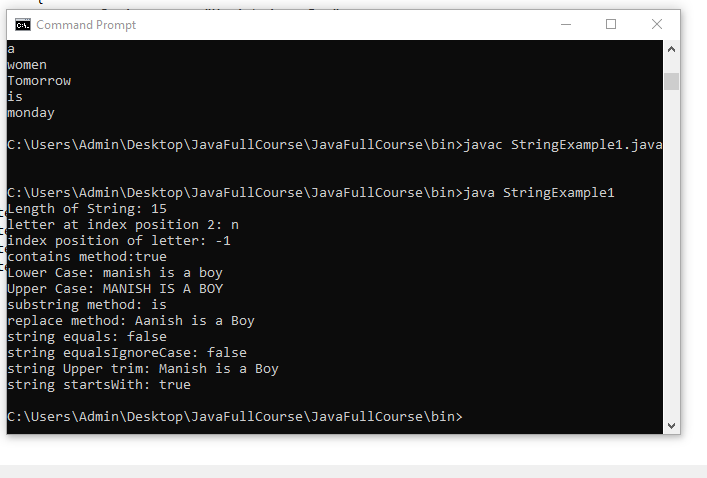 Command Prompt
a
women
Tomorrow
is
monday
C:\Users\Admin\Desktop\JavaFullCourse\JavaFullCourse\bin>javac StringExample1.java
C:\Users\Admin\Desktop\JavaFullCourse\JavaFullCourse\bin>java StringExample1
Length of String: 15
letter at index position 2: n
index position of letter: -1
contains method:true
Lower Case: manish is a boy
Upper Case: MANISH IS A BOY
substring method: is
replace method: Aanish is a Boy
string equals: false
string equalsIgnoreCase: false
string Upper trim: Manish is a Boy
string startsWith: true
C:\Users\Admin\Desktop\JavaFullCourse\JavaFullCourse\bin>